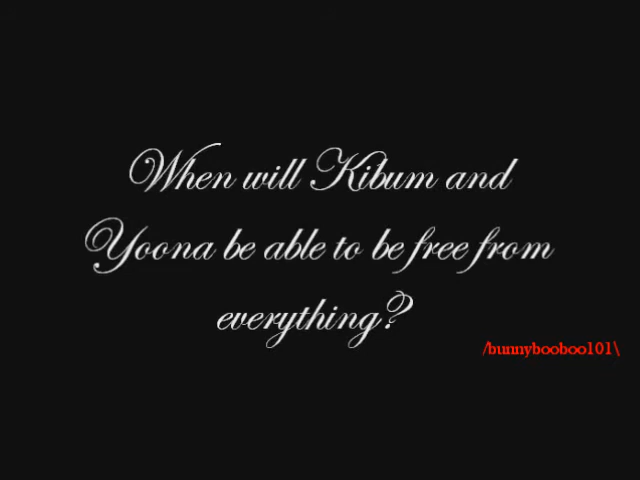 When will Kibum and
Yoona be able to be free from
everything?
/bunnybooboo101\